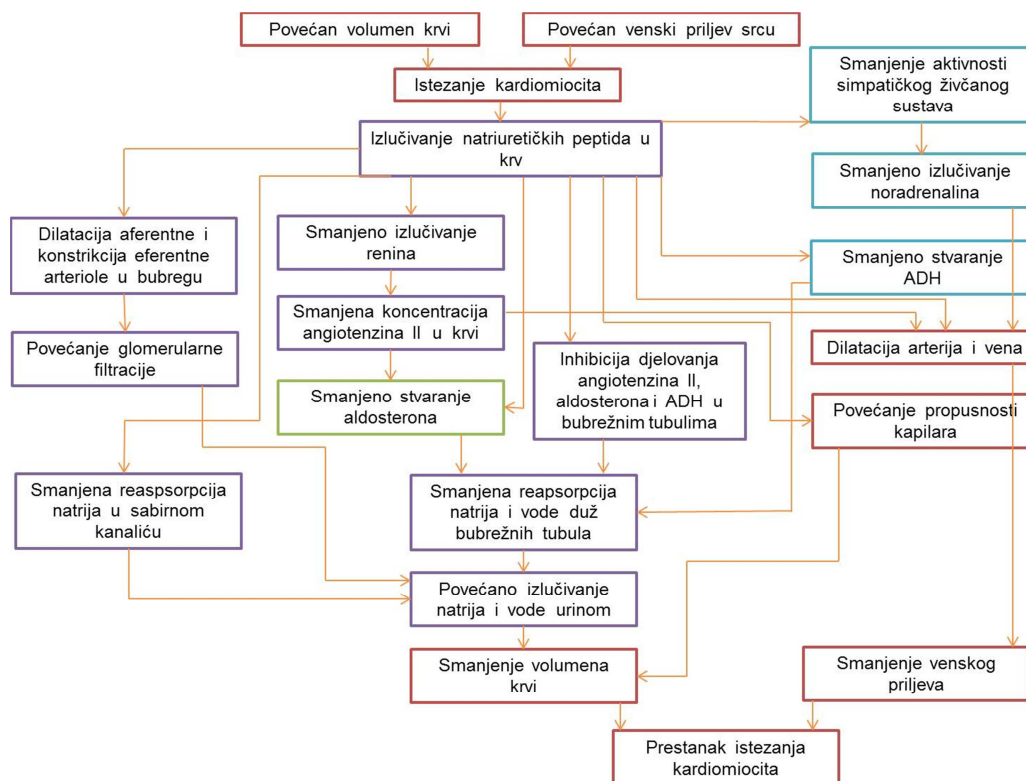 Povećan volumen krvi
Povećan venski priljev srcu
Istezanje kardiomiocita
Smanjenje aktivnosti
simpatičkog živčanog
sustava
Izlučivanje natriuretičkih peptida u
krv
Smanjeno izlučivanje
noradrenalina
Dilatacija aferentne i
konstrikcija eferentne
arteriole u bubregu
Smanjeno izlučivanje
renina
Smanjeno stvaranje
ADH
Smanjena koncentracija
angiotenzina II u krvi
Povećanje glomerularne
filtracije
Inhibicija djelovanja
angiotenzina II,
aldosterona i ADH u
bubrežnim tubulima
Dilatacija arterija i vena
Smanjeno stvaranje
aldosterona
Povećanje propusnosti
kapilara
Smanjena reaspsorpcija
natrija u sabirnom
kanaliću
Smanjena reapsorpcija
natrija i vode duž
bubrežnih tubula
Povećano izlučivanje
natrija i vode urinom
Smanjenje volumena
krvi
Smanjenje venskog
priljeva
Prestanak istezanja
kardiomiocita